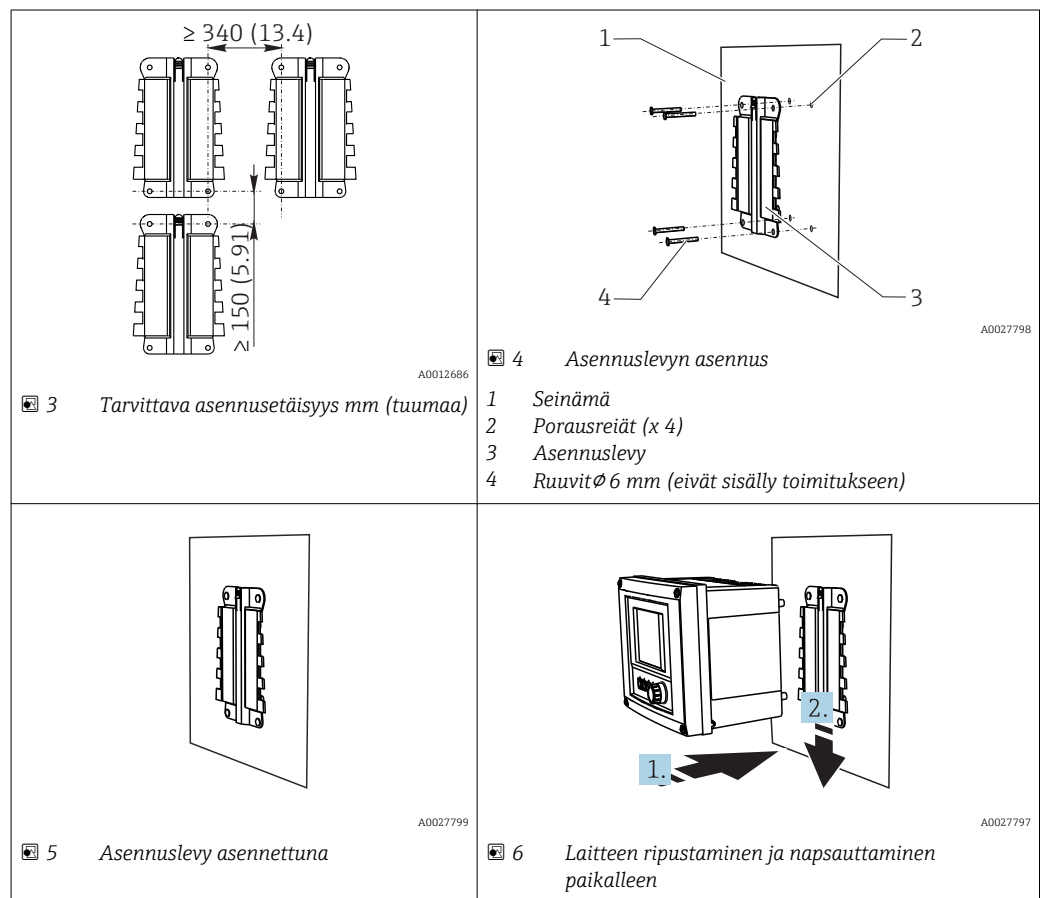 ≥ 340 (13.4)
≥ 150 (5.91)
A0012686
3 Tarvittava asennusetäisyys mm (tuumaa)
1
2
4
3
A0027798
4 Asennuslevyn asennus
1 Seinämä
2 Porausreiät (x 4)
3 Asennuslevy
4 Ruuvit Ø 6 mm (eivät sisälly toimitukseen)
A0027799
5 Asennuslevy asennettuna
2.
1.
A0027797
6 Laitteen ripustaminen ja napsauttaminen
paikalleen